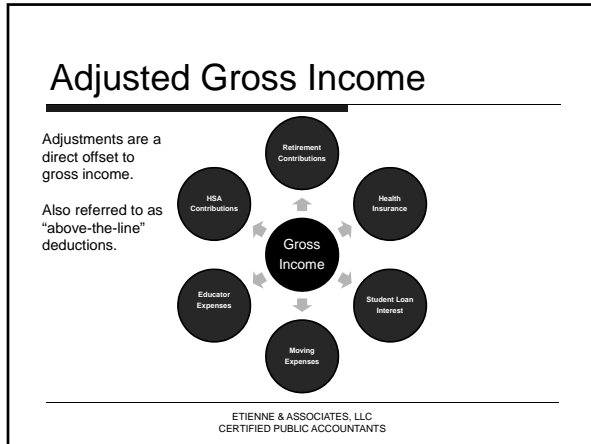 Adjusted Gross Income
Adjustments are a
direct offset to
gross income.
Also referred to as
“above-the-line”
deductions.
Retirement
Contributions
HSA
Contributions
Health
Insurance
Gross
Income
Educator
Expenses
Student Loan
Interest
Moving
Expenses
ETIENNE & ASSOCIATES, LLC
CERTIFIED PUBLIC ACCOUNTANTS